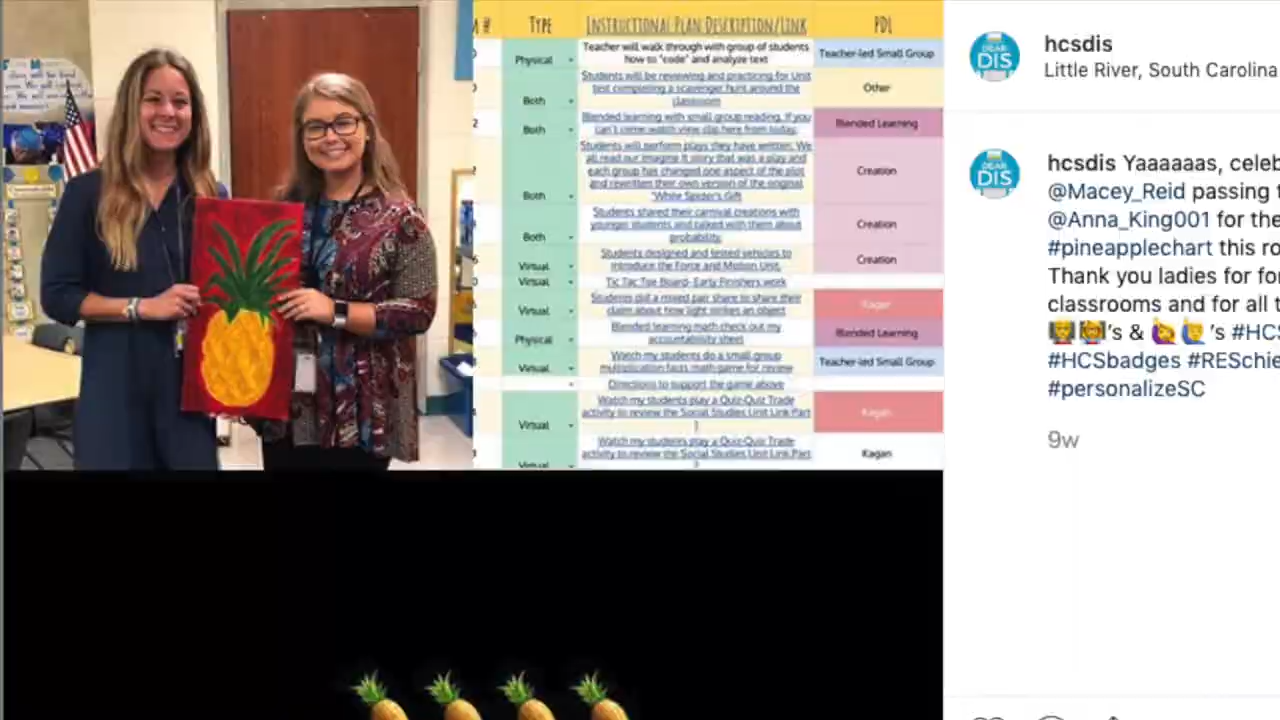 #
TYPE
INSTRUCTIONAL PLAN DESCRIPTION/LINK
PDL
Physical
Teacher will walk through with group of students
how to "code" and analyze text
Teacher-led Small Group
Both
Students will be reviewing and practicing for Unit
test completing a scavenger hunt around the
classroom
Other
Both
Blended learning with small group reading. If you
can't come watch view clip here from today.
Blended Learning
Both
Students will perform plays they have written. We
all read our Imagine It story that was a play and
each group has changed one aspect of the plot
and rewritten their own version of the original
"White Spider's Gift
Creation
Both
Students shared their carnival creations with
younger students and talked with them about
probability.
Creation
Virtual
Students designed and tested vehicles to
introduce the Force and Motion Unit.
Creation
Virtual
Tic Tac Toe Board- Early Finishers work
Virtual
Students did a mixed pair share to share their
claim about how light strikes an object
Kagan
Physical
Blended learning math check out my
accountability sheet
Blended Learning
Virtual
Watch my students do a small group
multiplication facts math game for review
Teacher-led Small Group
Directions to support the game above
Virtual
Watch my students play a Quiz-Quiz Trade
activity to review the Social Studies Unit Link Part
1
Kagan
Virtual
Watch my students play a Quiz-Quiz Trade
activity to review the Social Studies Unit Link Part
Kagan
DEAR
DIS
hcsdis
Little River, South Carolina
DEAR
DIS
hcsdis Yaaaaaas, celeb
@Macey_Reid passing
@Anna_King001 for the
#pineapplechart this ro
Thank you ladies for fo
classrooms and for all
's & 's #HCS
#HCSbadges #RESchie
#personalizeSC
9w